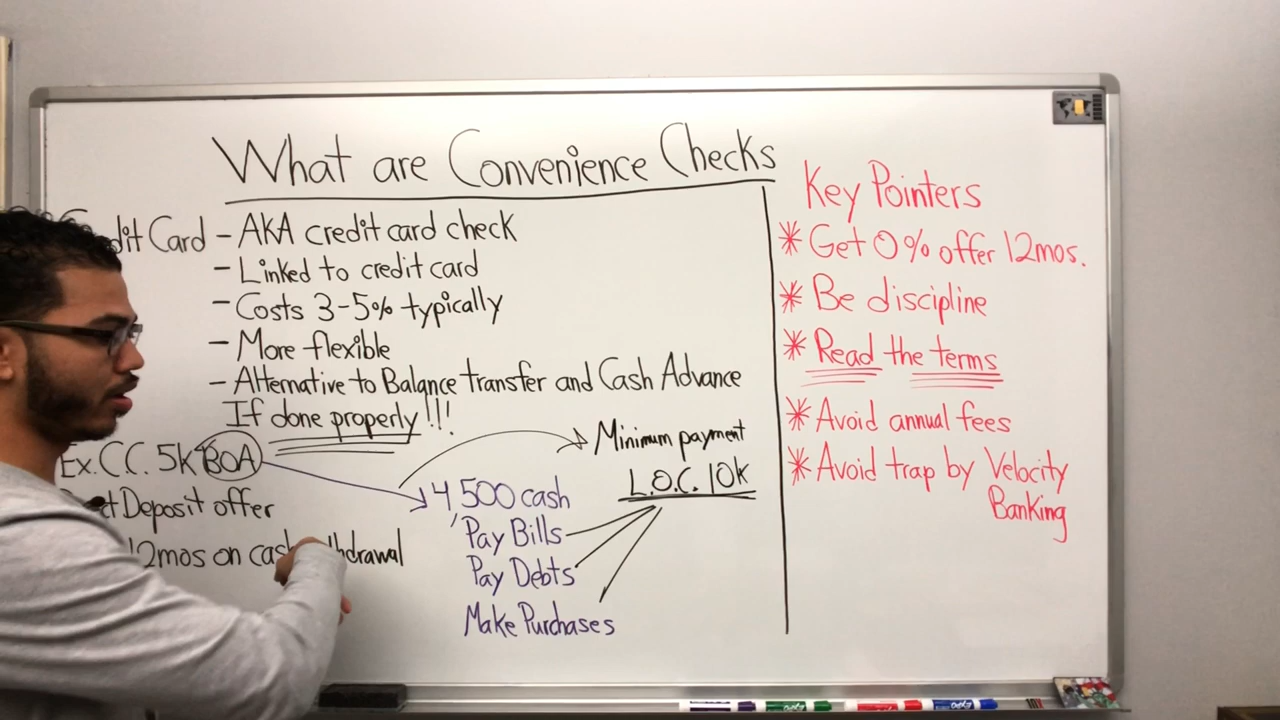 What are Convenience Checks
Card - AKA credit card check
- Linked to credit card
- Costs 3-5% typically
- More flexible
- Alternative to Balance transfer and Cash Advance
If done properly!!!
Ex. C.C. 5k BOA
Deposit offer
12mos on
Minimum payment
L.O.C. 10k
4,500 cash
Pay Bills
Pay Debts
Make Purchases
Key Pointers
* Get 0% offer 12mos.
* Be discipline
* Read the terms
* Avoid annual fees
* Avoid trap by Velocity
Banking